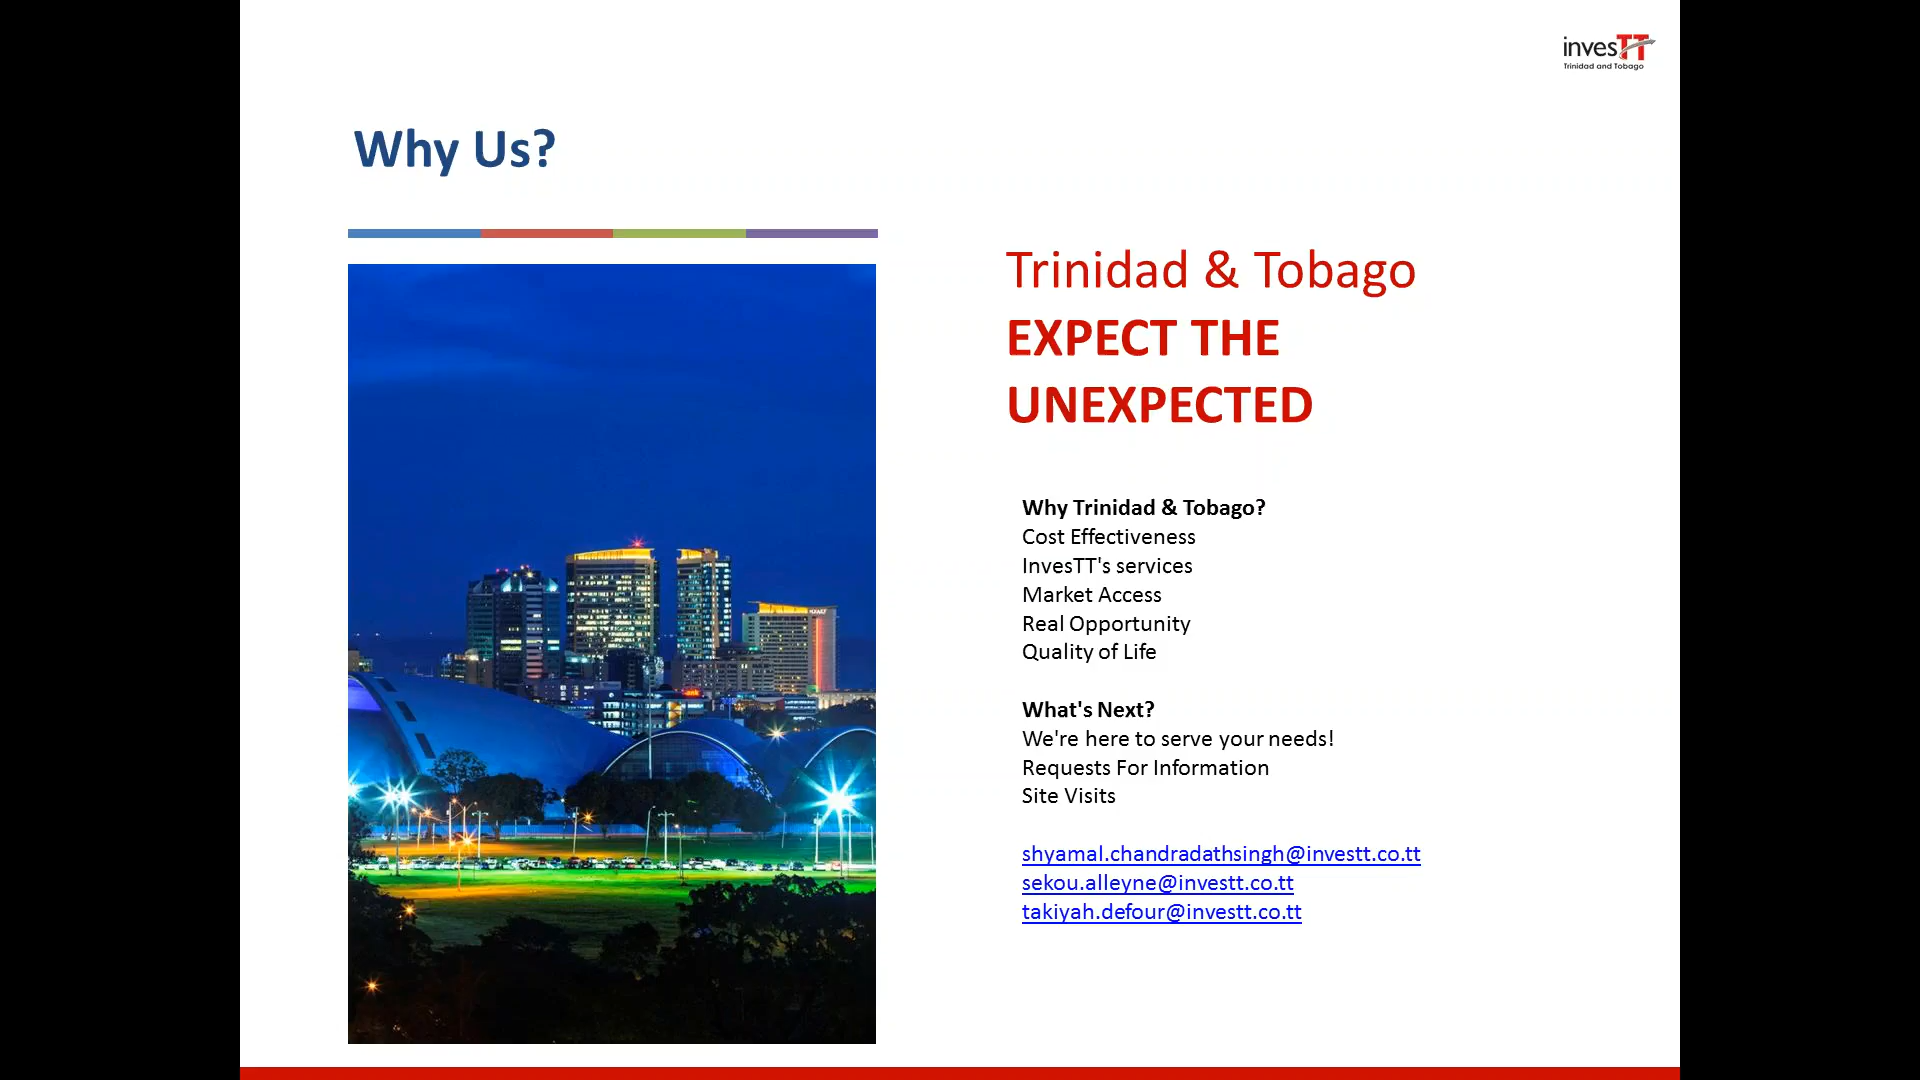 invesTT
Trinidad and Tobago
Why Us?
Trinidad & Tobago
EXPECT THE
UNEXPECTED
Why Trinidad & Tobago?
Cost Effectiveness
InvesTT's services
Market Access
Real Opportunity
Quality of Life
What's Next?
We're here to serve your needs!
Requests For Information
Site Visits
shyamal.chandradathsingh@investt.co.tt
sekou.alleyne@investt.co.tt
takiyah.defour@investt.co.tt